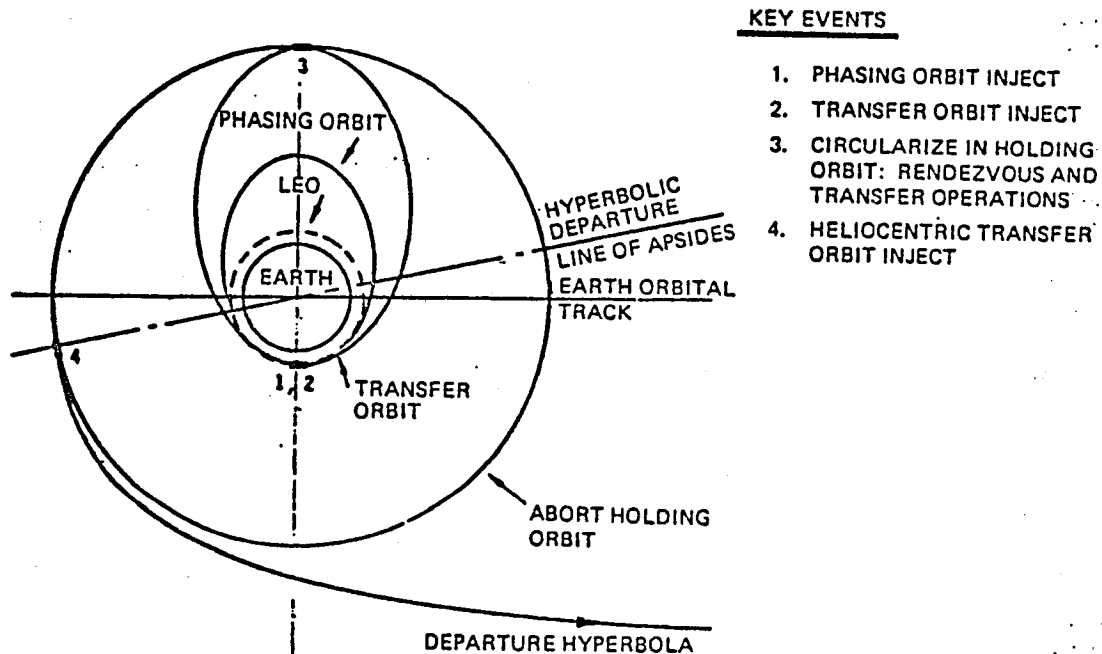 KEY EVENTS
1. PHASING ORBIT INJECT
2. TRANSFER ORBIT INJECT
3. CIRCULARIZE IN HOLDING
ORBIT: RENDEZVOUS AND
TRANSFER OPERATIONS
4. HELIOCENTRIC TRANSFER
ORBIT INJECT
3
PHASING ORBIT
LEO
HYPERBOLIC
DEPARTURE
LINE OF APSIDES
EARTH
EARTH ORBITAL
TRACK
4
1, 2
TRANSFER
ORBIT
ABORT HOLDING
ORBIT
DEPARTURE HYPERBOLA